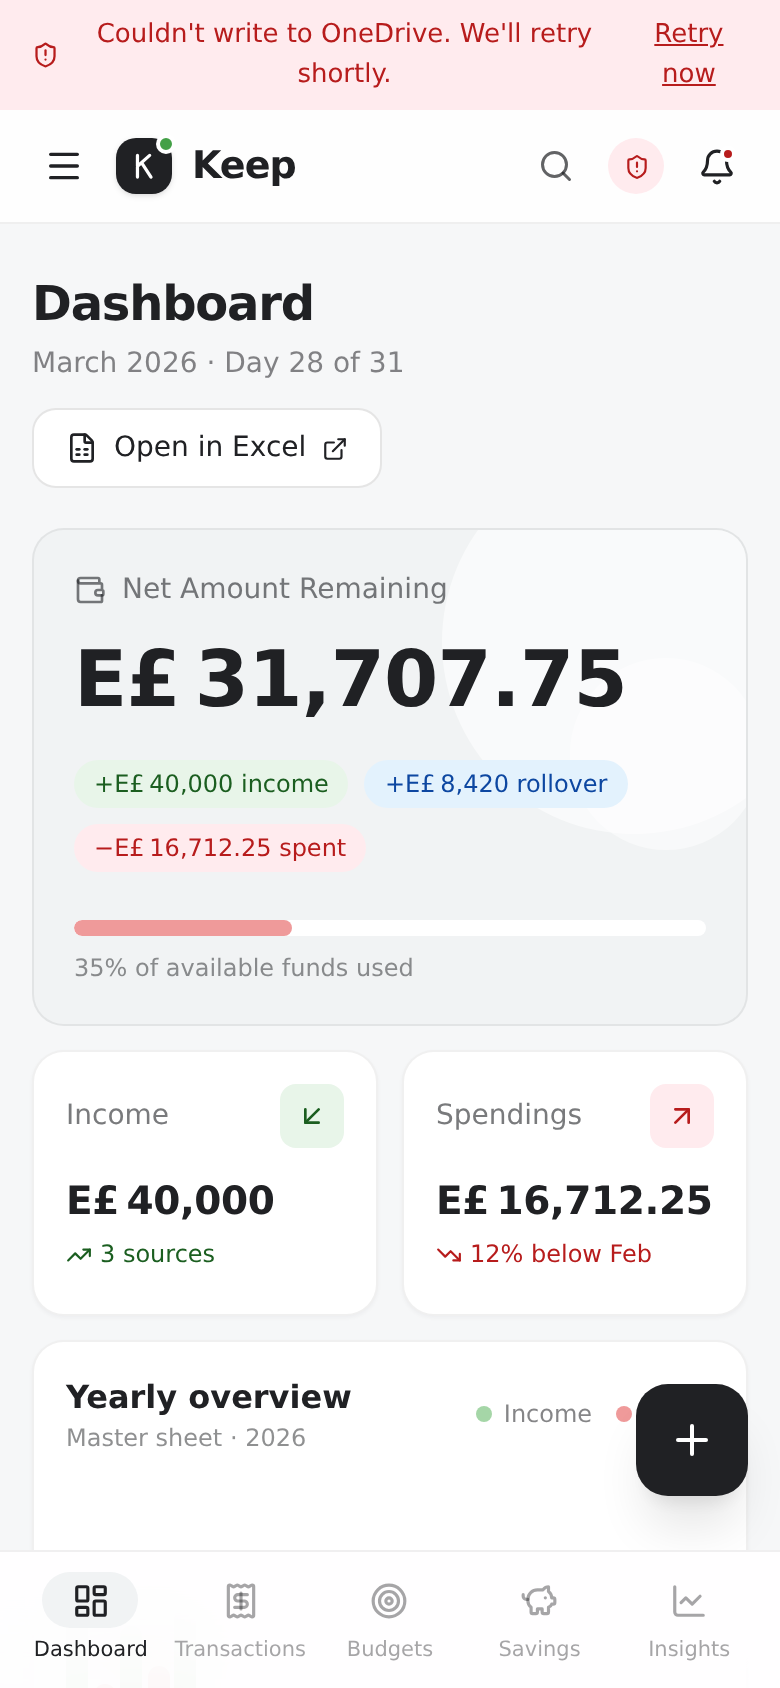 Couldn't write to OneDrive. We'll retry
shortly.
Retry
now
K
Keep
Dashboard
March 2026 · Day 28 of 31
Open in Excel
Net Amount Remaining
E£ 31,707.75
+E£ 40,000 income
+E£ 8,420 rollover
−E£ 16,712.25 spent
35% of available funds used
Income
Spendings
E£ 40,000
E£ 16,712.25
3 sources
12% below Feb
Yearly overview
Master sheet · 2026
Income
Dashboard
Transactions
Budgets
Savings
Insights